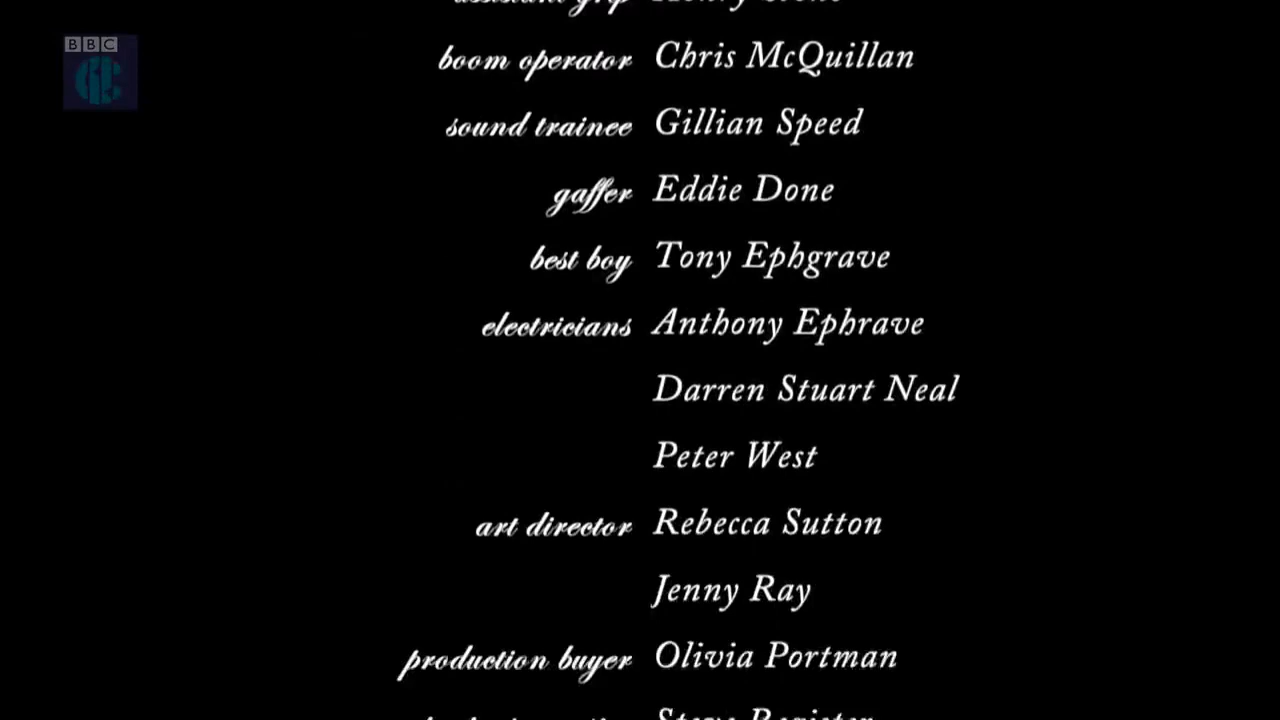 BBC
boom operator Chris McQuillan
sound trainee Gillian Speed
gaffer Eddie Done
best boy Tony Ephgrave
electricians Anthony Ephrave
Darren Stuart Neal
Peter West
art director Rebecca Sutton
Jenny Ray
production buyer Olivia Portman